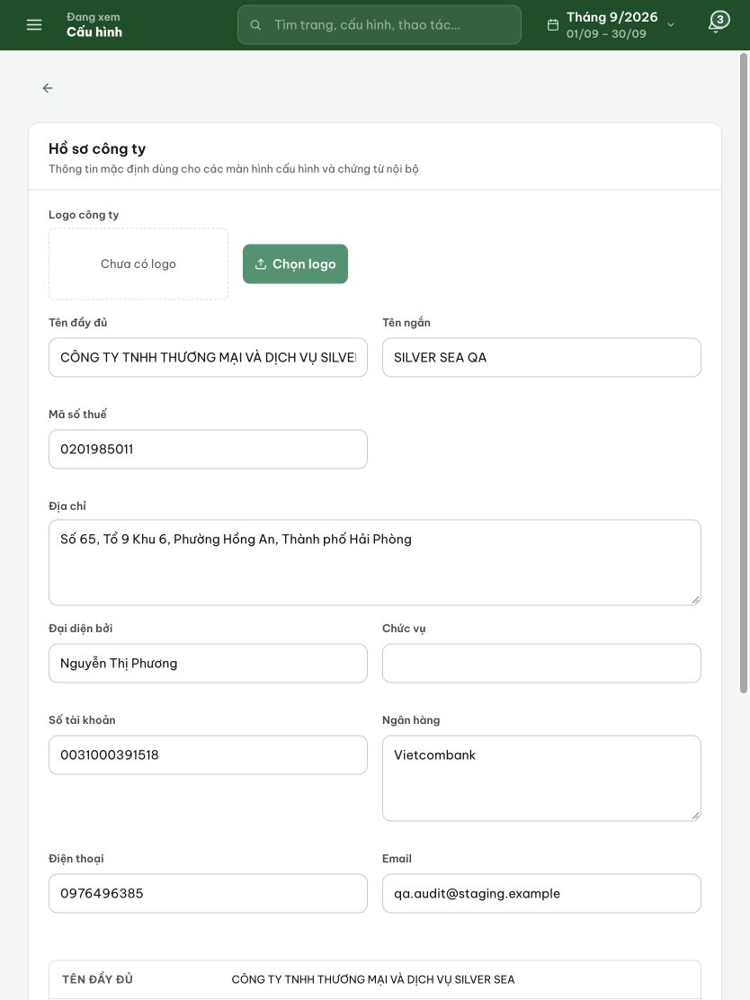 Đang xem
Cấu hình
Tìm trang, cấu hình, thao tác...
Tháng 9/2026
01/09 – 30/09
3
Hồ sơ công ty
Thông tin mặc định dùng cho các màn hình cấu hình và chứng từ nội bộ
Logo công ty
Chưa có logo
Chọn logo
Tên đầy đủ
Tên ngắn
CÔNG TY TNHH THƯƠNG MẠI VÀ DỊCH VỤ SILVE
SILVER SEA QA
Mã số thuế
0201985011
Địa chỉ
Số 65, Tổ 9 Khu 6, Phường Hồng An, Thành phố Hải Phòng
Đại diện bởi
Chức vụ
Nguyễn Thị Phương
Số tài khoản
Ngân hàng
0031000391518
Vietcombank
Điện thoại
Email
0976496385
qa.audit@staging.example
TÊN ĐẦY ĐỦ
CÔNG TY TNHH THƯƠNG MẠI VÀ DỊCH VỤ SILVER SEA